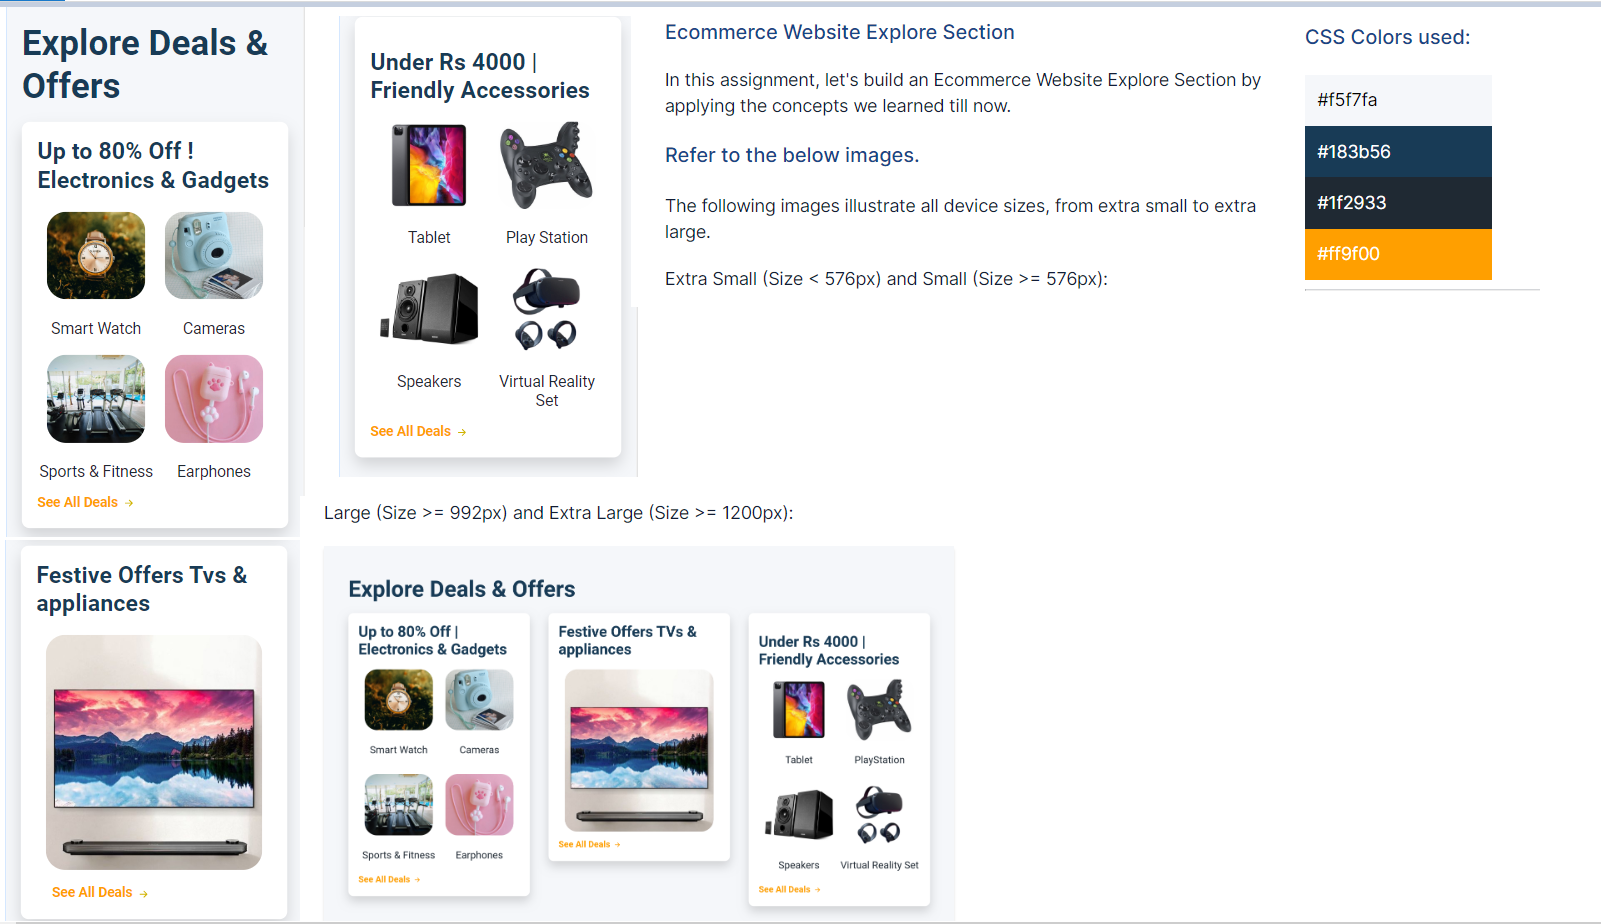 Explore Deals &
Offers
Up to 80% Off !
Electronics & Gadgets
Smart Watch
Cameras
Sports & Fitness
Earphones
See All Deals →
Festive Offers Tvs &
appliances
See All Deals →
Under Rs 4000 |
Friendly Accessories
Tablet
Play Station
Speakers
Virtual Reality
Set
See All Deals →
Ecommerce Website Explore Section
In this assignment, let's build an Ecommerce Website Explore Section by
applying the concepts we learned till now.
Refer to the below images.
The following images illustrate all device sizes, from extra small to extra
large.
Extra Small (Size < 576px) and Small (Size >= 576px):
CSS Colors used:
#f5f7fa
#183b56
#1f2933
#ff9f00
Large (Size >= 992px) and Extra Large (Size >= 1200px):
Explore Deals & Offers
Up to 80% Off |
Electronics & Gadgets
Smart Watch
Cameras
Sports & Fitness
Earphones
See All Deals →
Festive Offers TVs &
appliances
See All Deals →
Under Rs 4000 |
Friendly Accessories
Tablet
PlayStation
Speakers
Virtual Reality Set
See All Deals →